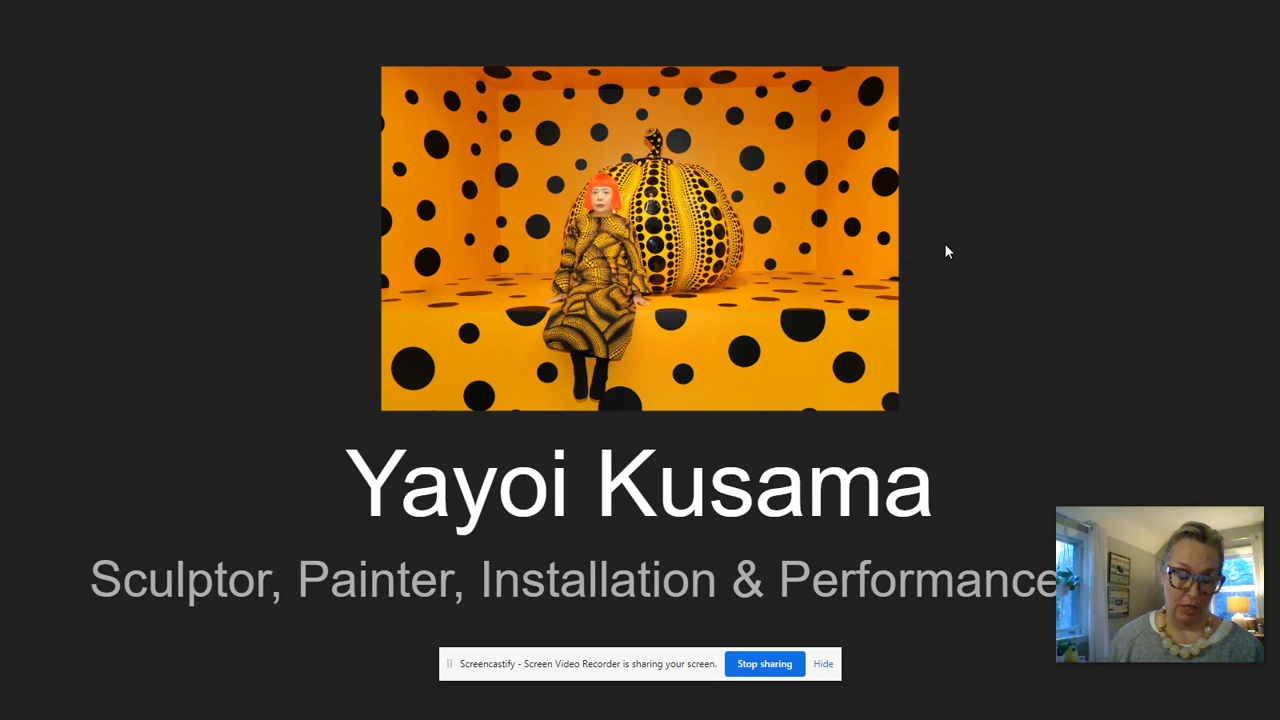 Yayoi Kusama
Sculptor, Painter, Installation & Performance
Screencastify - Screen Video Recorder is sharing your screen. Stop sharing Hide